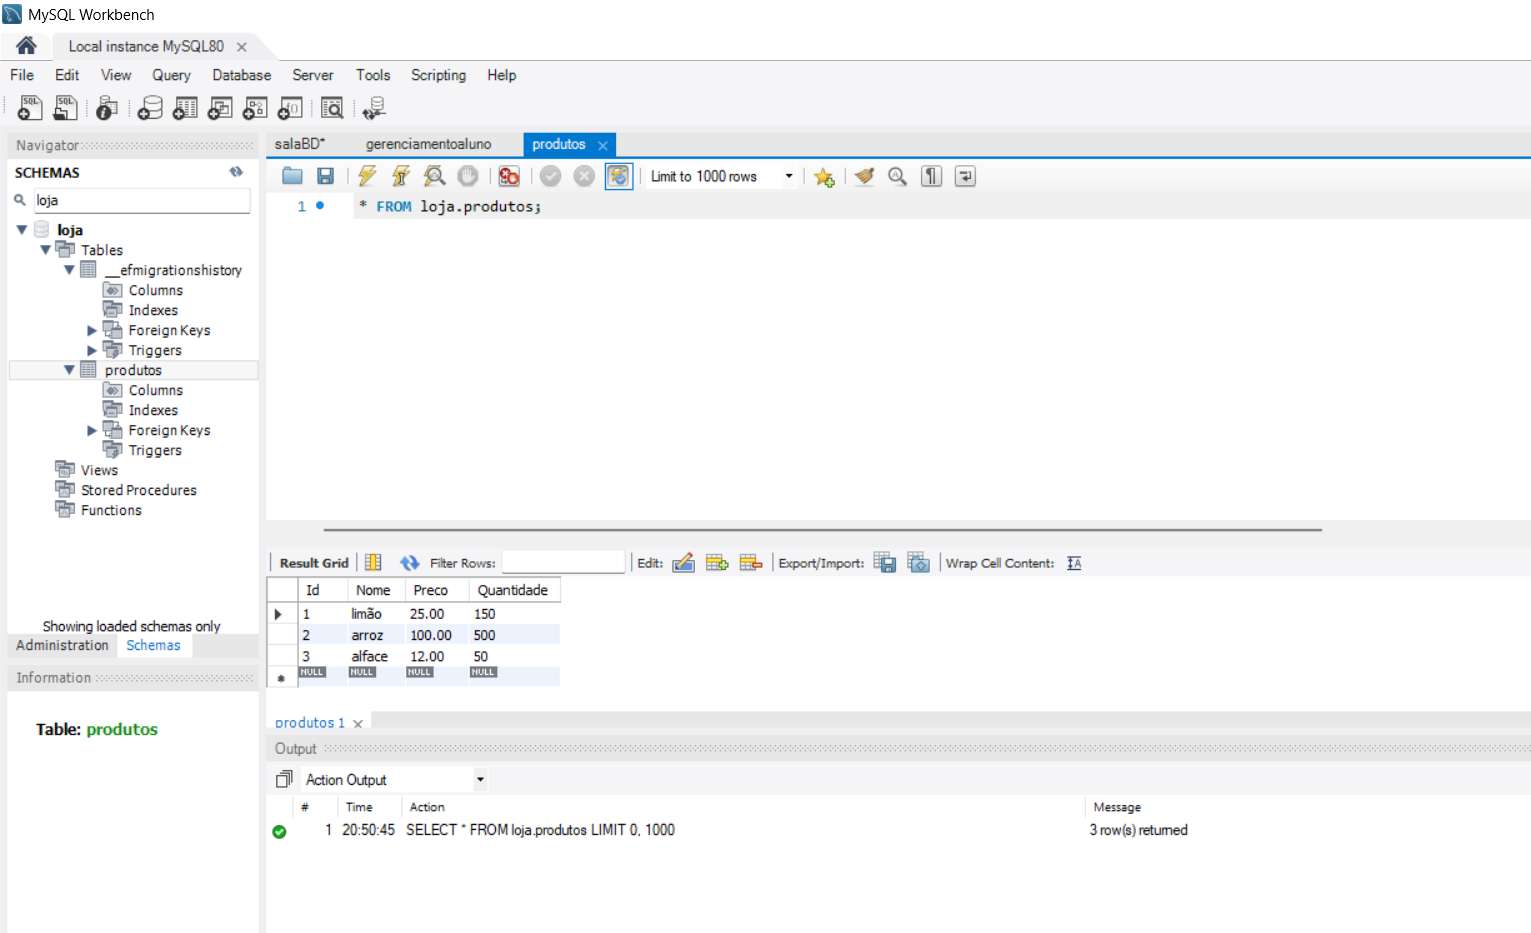 MySQL Workbench
Local instance MySQL80
File Edit View Query Database Server Tools Scripting Help
Navigator
SCHEMAS
loja
loja
Tables
__efmigrationshistory
Columns
Indexes
Foreign Keys
Triggers
produtos
Columns
Indexes
Foreign Keys
Triggers
Views
Stored Procedures
Functions
Showing loaded schemas only
Administration Schemas
Information
Table: produtos
salaBD* gerenciamentoaluno produtos
Limit to 1000 rows
1 * FROM loja.produtos;
Result Grid Filter Rows: Edit: Export/Import: Wrap Cell Content:
Id Nome Preco Quantidade
1 limão 25.00 150
2 arroz 100.00 500
3 alface 12.00 50
NULL NULL NULL NULL
produtos 1
Output
Action Output
# Time Action Message
1 20:50:45 SELECT * FROM loja.produtos LIMIT 0, 1000 3 row(s) returned